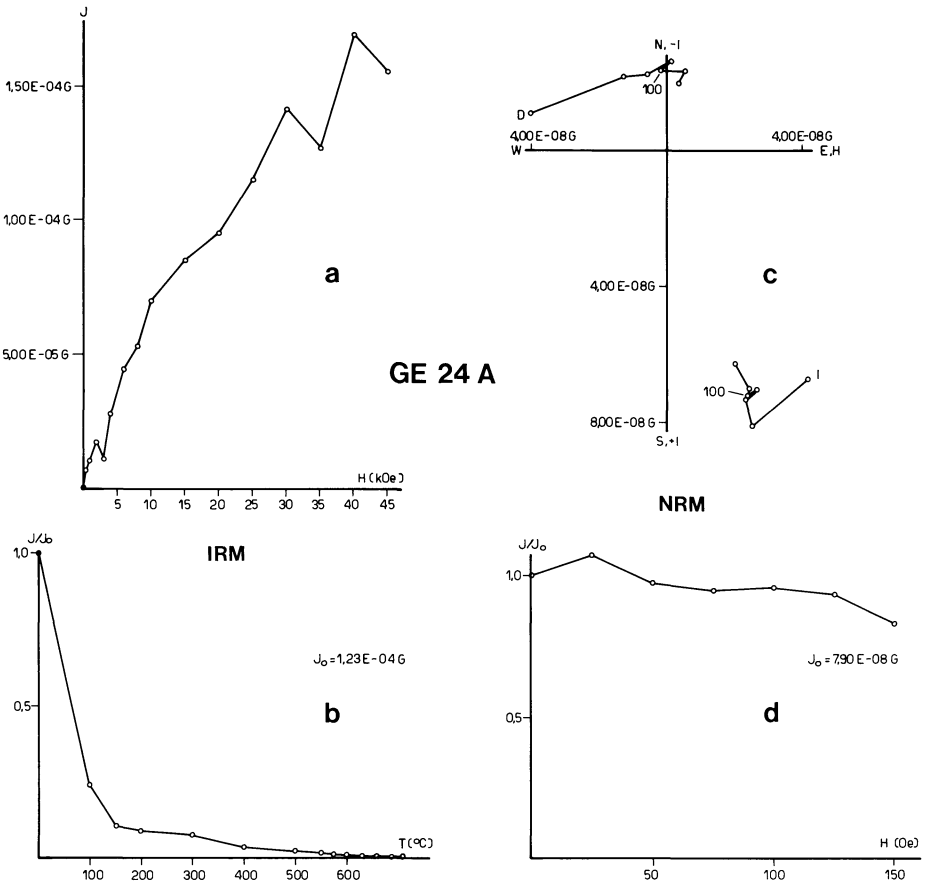 J
1,50E-04G
1,00E-04G
5,00E-05G
H(kOe)
5 10 15 20 25 30 35 40 45
a
N,-I
100
D
4,00E-08G
4,00E-08G
W
E,H
4,00E-08G
c
100
I
8,00E-08G
S,+I
GE 24 A
IRM
NRM
J/Jo
1,0
Jo=1,23E-04G
0,5
b
T(°C)
100 200 300 400 500 600
J/Jo
1,0
Jo=7,90E-08G
0,5
d
H (Oe)
50 100 150